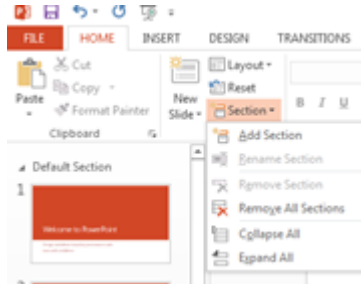 FILE HOME INSERT DESIGN TRANSITIONS
Cut
Copy
Format Painter
Paste
Clipboard
New
Slide
Layout
Reset
Section
B I U
Add Section
Rename Section
Remove Section
Remove All Sections
Collapse All
Expand All
Default Section
1
Welcome to PowerPoint